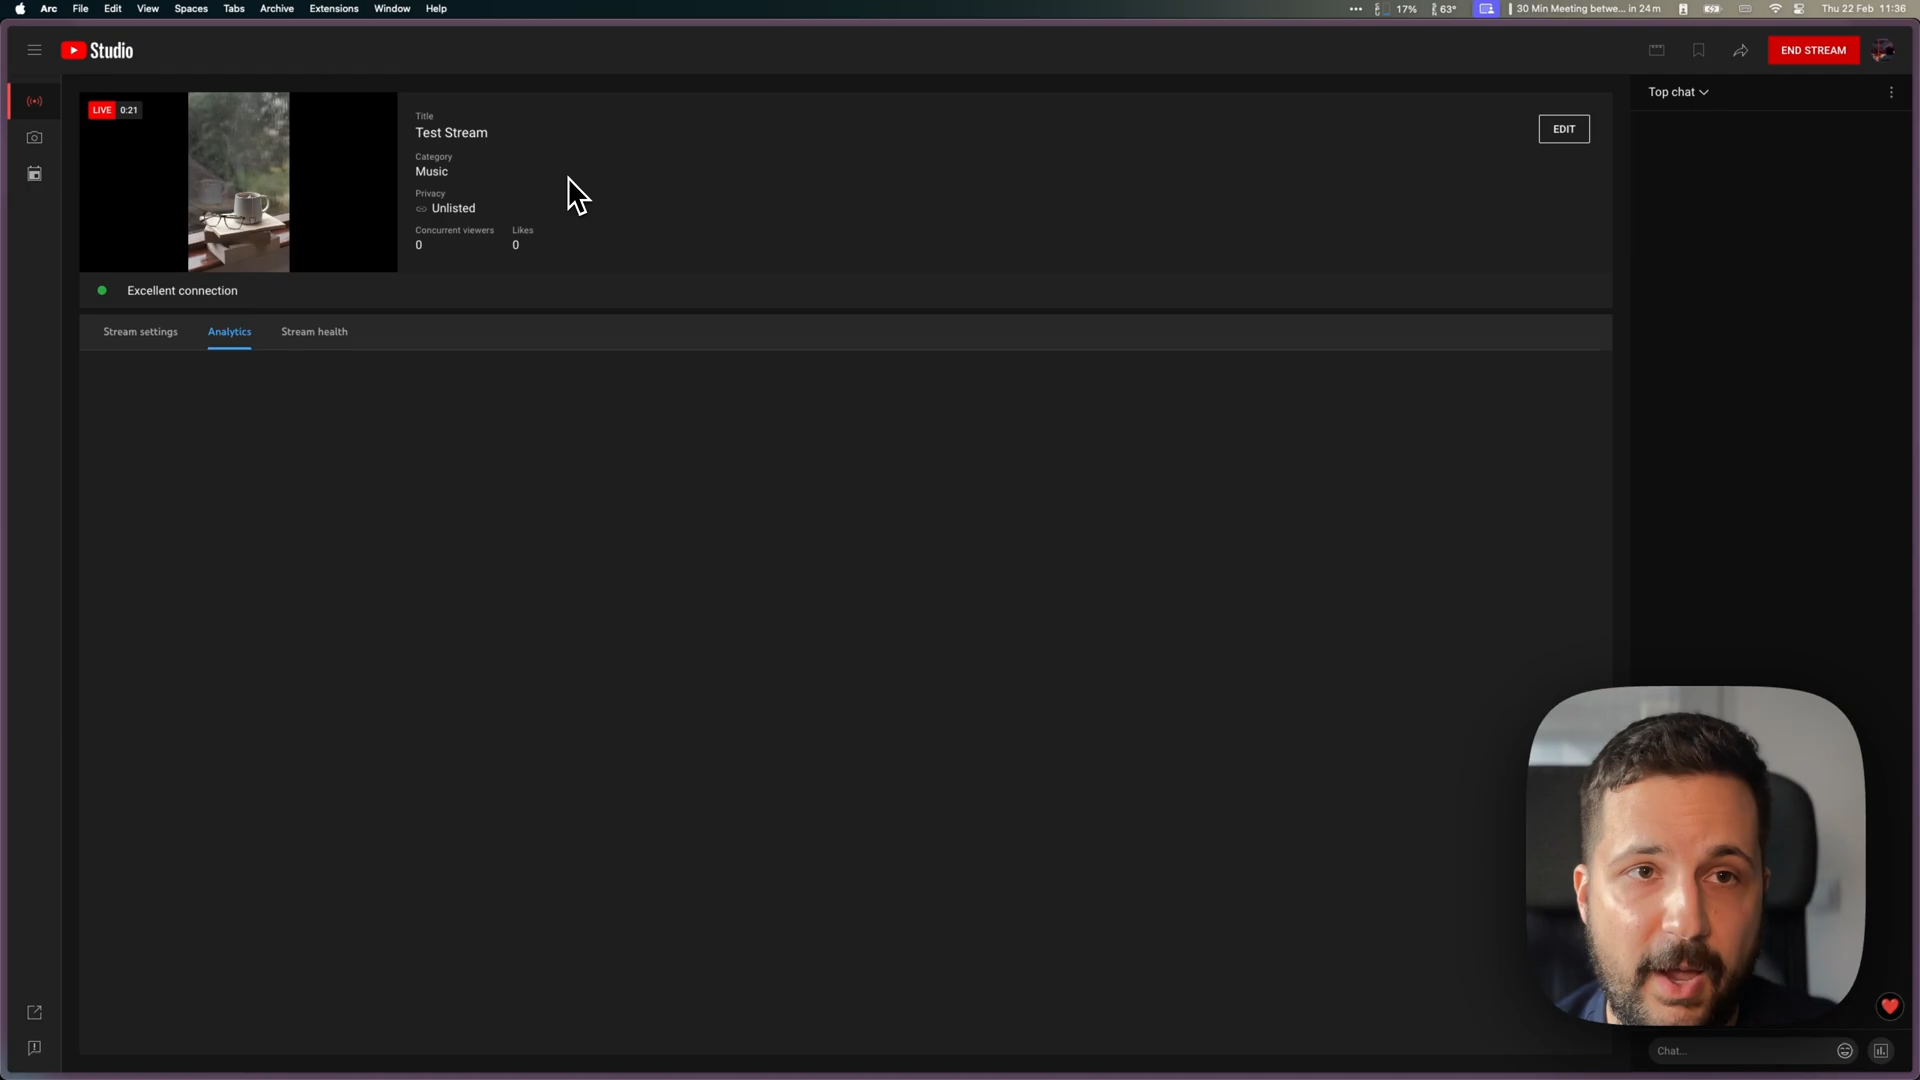 Arc File Edit View Spaces Tabs Archive Extensions Window Help
17% 63° 30 Min Meeting betwe... in 24m Thu 22 Feb 11:36
Studio
END STREAM
LIVE 0:21
Title
Test Stream
EDIT
Category
Music
Privacy
Unlisted
Concurrent viewers Likes
0 0
Excellent connection
Stream settings Analytics Stream health
Top chat
Chat...